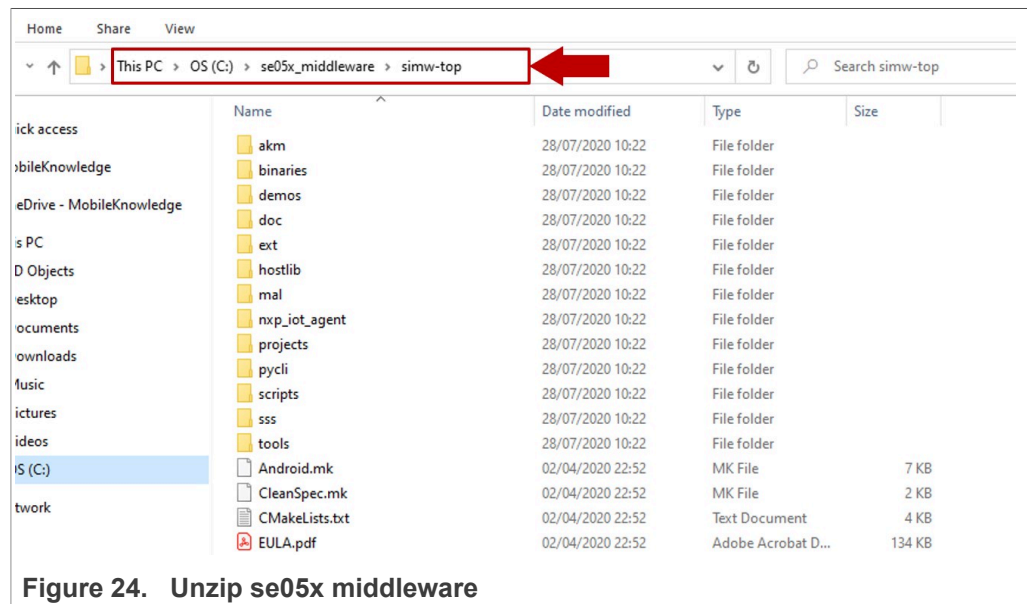 Home Share View
This PC > OS (C:) > se05x_middleware > simw-top Search simw-top
Name Date modified Type Size
ick access
obileKnowledge
eDrive - MobileKnowledge
is PC
D Objects
esktop
ocuments
ownloads
Music
ictures
ideos
OS (C:)
twork
akm 28/07/2020 10:22 File folder
binaries 28/07/2020 10:22 File folder
demos 28/07/2020 10:22 File folder
doc 28/07/2020 10:22 File folder
ext 28/07/2020 10:22 File folder
hostlib 28/07/2020 10:22 File folder
mal 28/07/2020 10:22 File folder
nxp_iot_agent 28/07/2020 10:22 File folder
projects 28/07/2020 10:22 File folder
pycli 28/07/2020 10:22 File folder
scripts 28/07/2020 10:22 File folder
sss 28/07/2020 10:22 File folder
tools 28/07/2020 10:22 File folder
Android.mk 02/04/2020 22:52 MK File 7 KB
CleanSpec.mk 02/04/2020 22:52 MK File 2 KB
CMakeLists.txt 02/04/2020 22:52 Text Document 4 KB
EULA.pdf 02/04/2020 22:52 Adobe Acrobat D... 134 KB
Figure 24. Unzip se05x middleware